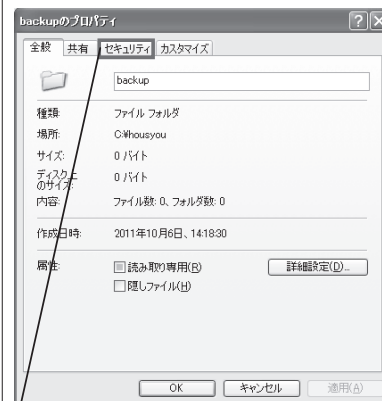 backupのプロパティ
全般 共有 セキュリティ カスタマイズ
backup
種類: ファイル フォルダ
場所: C:¥housyou
サイズ: 0 バイト
ディスク上
のサイズ: 0 バイト
内容: ファイル数: 0、フォルダ数: 0
作成日時: 2011年10月6日、14:18:30
属性: 読み取り専用(R) 詳細設定(D)...
隠しファイル(H)
OK キャンセル 適用(A)